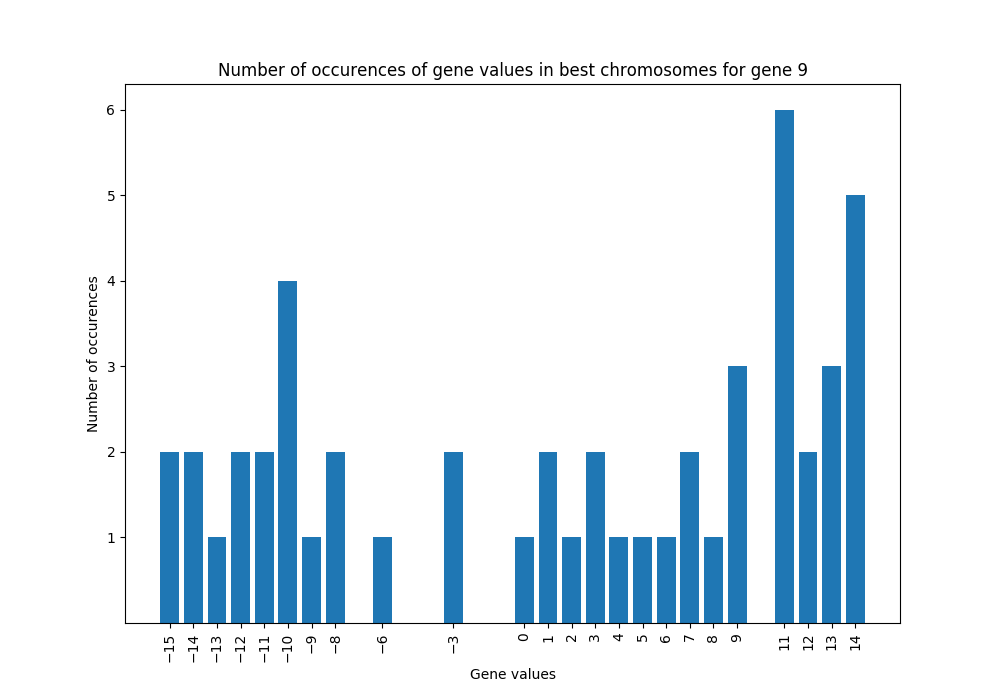 Number of occurences of gene values in best chromosomes for gene 9
6
5
4
3
2
1
Number of occurences
−15 −14 −13 −12 −11 −10 −9 −8 −6 −3 0 1 2 3 4 5 6 7 8 9 11 12 13 14
Gene values